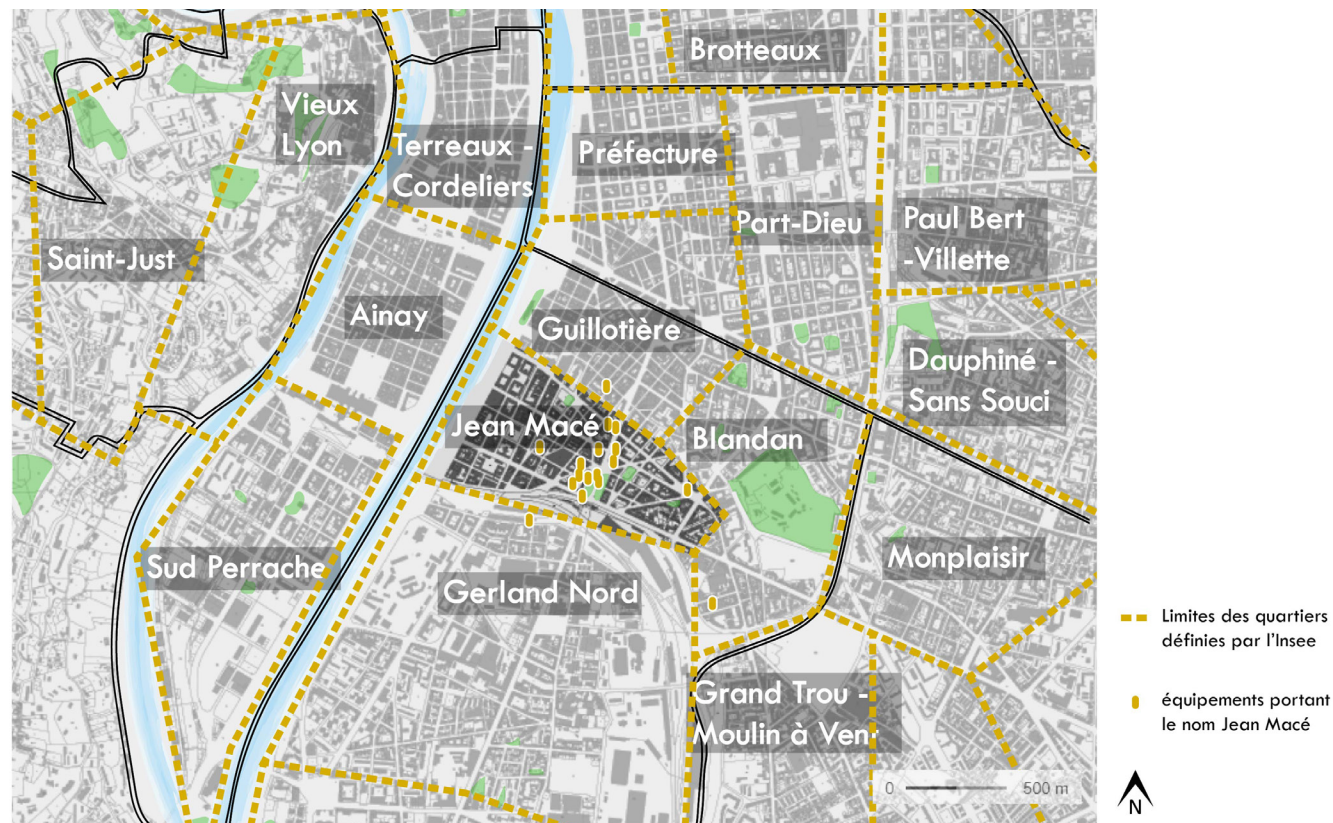 Brotteaux
Vieux
Lyon
Terreaux -
Cordeliers
Préfecture
Part-Dieu
Paul Bert
-Villette
Saint-Just
Ainay
Guillotière
Dauphiné -
Sans Souci
Jean Macé
Blandan
Sud Perrache
Gerland Nord
Monplaisir
Grand Trou -
Moulin à Ven
Limites des quartiers
définies par l'Insee
équipements portant
le nom Jean Macé
0 500 m
N